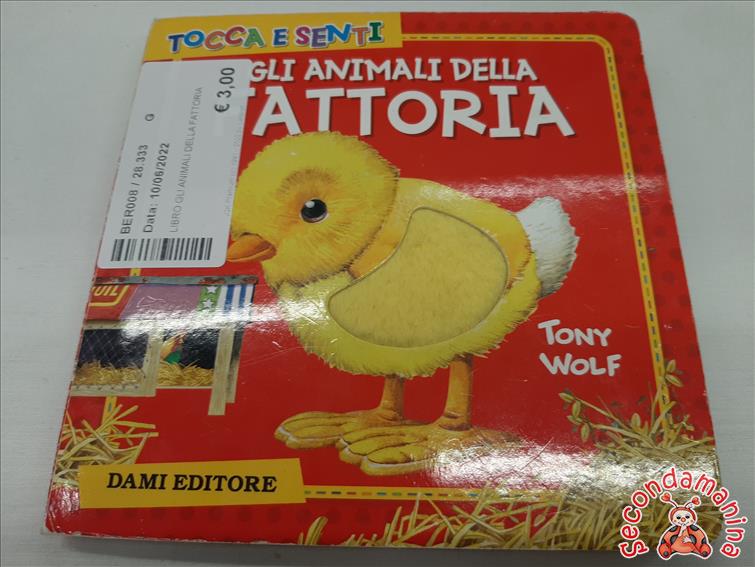 TOCCA E SENTI
GLI ANIMALI DELLA
FATTORIA
€ 3,00
LIBRO GLI ANIMALI DELLA FATTORIA
Data: 10/06/2022
BER008 / 28.333 G
TONY
WOLF
DAMI EDITORE
secondamanina